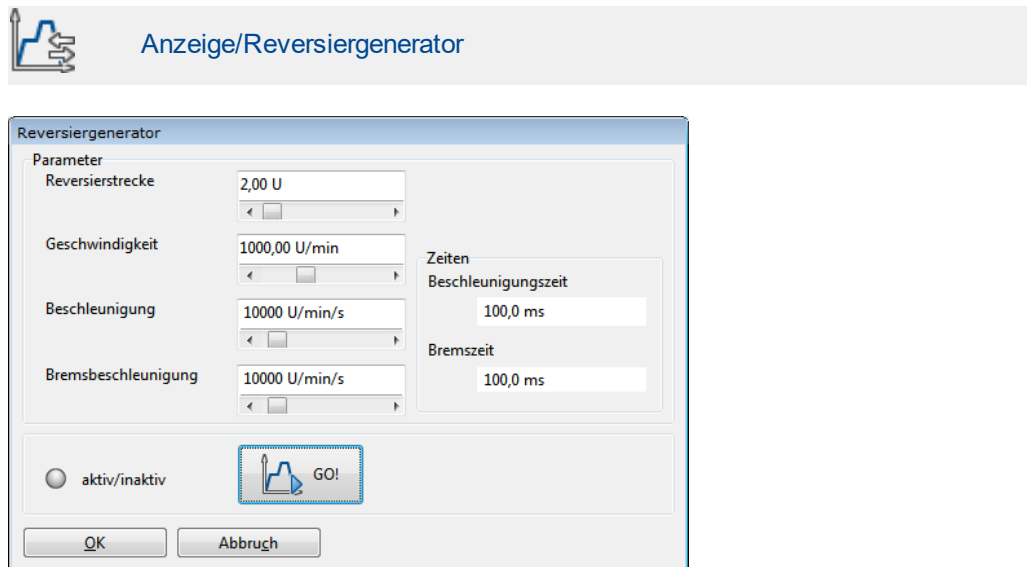 Anzeige/Reversiergenerator
Reversiergenerator
Parameter
Reversierstrecke
2,00 U
Geschwindigkeit
1000,00 U/min
Beschleunigung
10000 U/min/s
Bremsbeschleunigung
10000 U/min/s
Zeiten
Beschleunigungszeit
100,0 ms
Bremszeit
100,0 ms
aktiv/inaktiv
GO!
OK
Abbruch